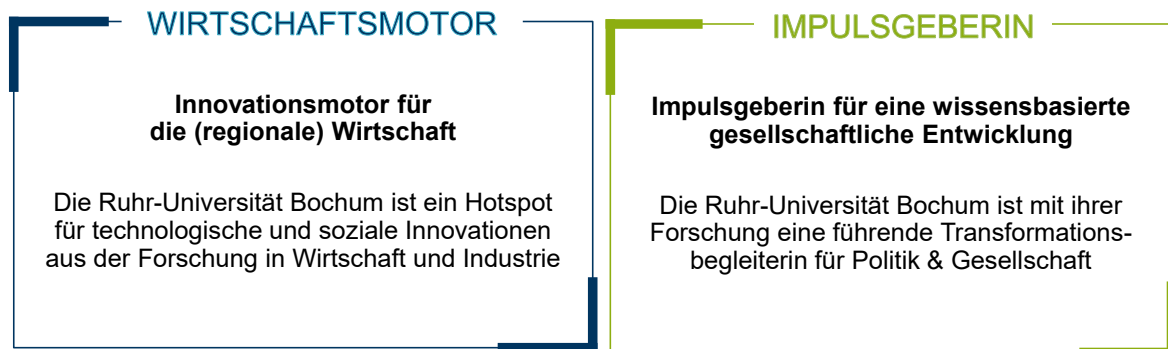 WIRTSCHAFTSMOTOR
Innovationsmotor für
die (regionale) Wirtschaft
Die Ruhr-Universität Bochum ist ein Hotspot
für technologische und soziale Innovationen
aus der Forschung in Wirtschaft und Industrie
IMPULSGEBERIN
Impulsgeberin für eine wissensbasierte
gesellschaftliche Entwicklung
Die Ruhr-Universität Bochum ist mit ihrer
Forschung eine führende Transformations-
begleiterin für Politik & Gesellschaft